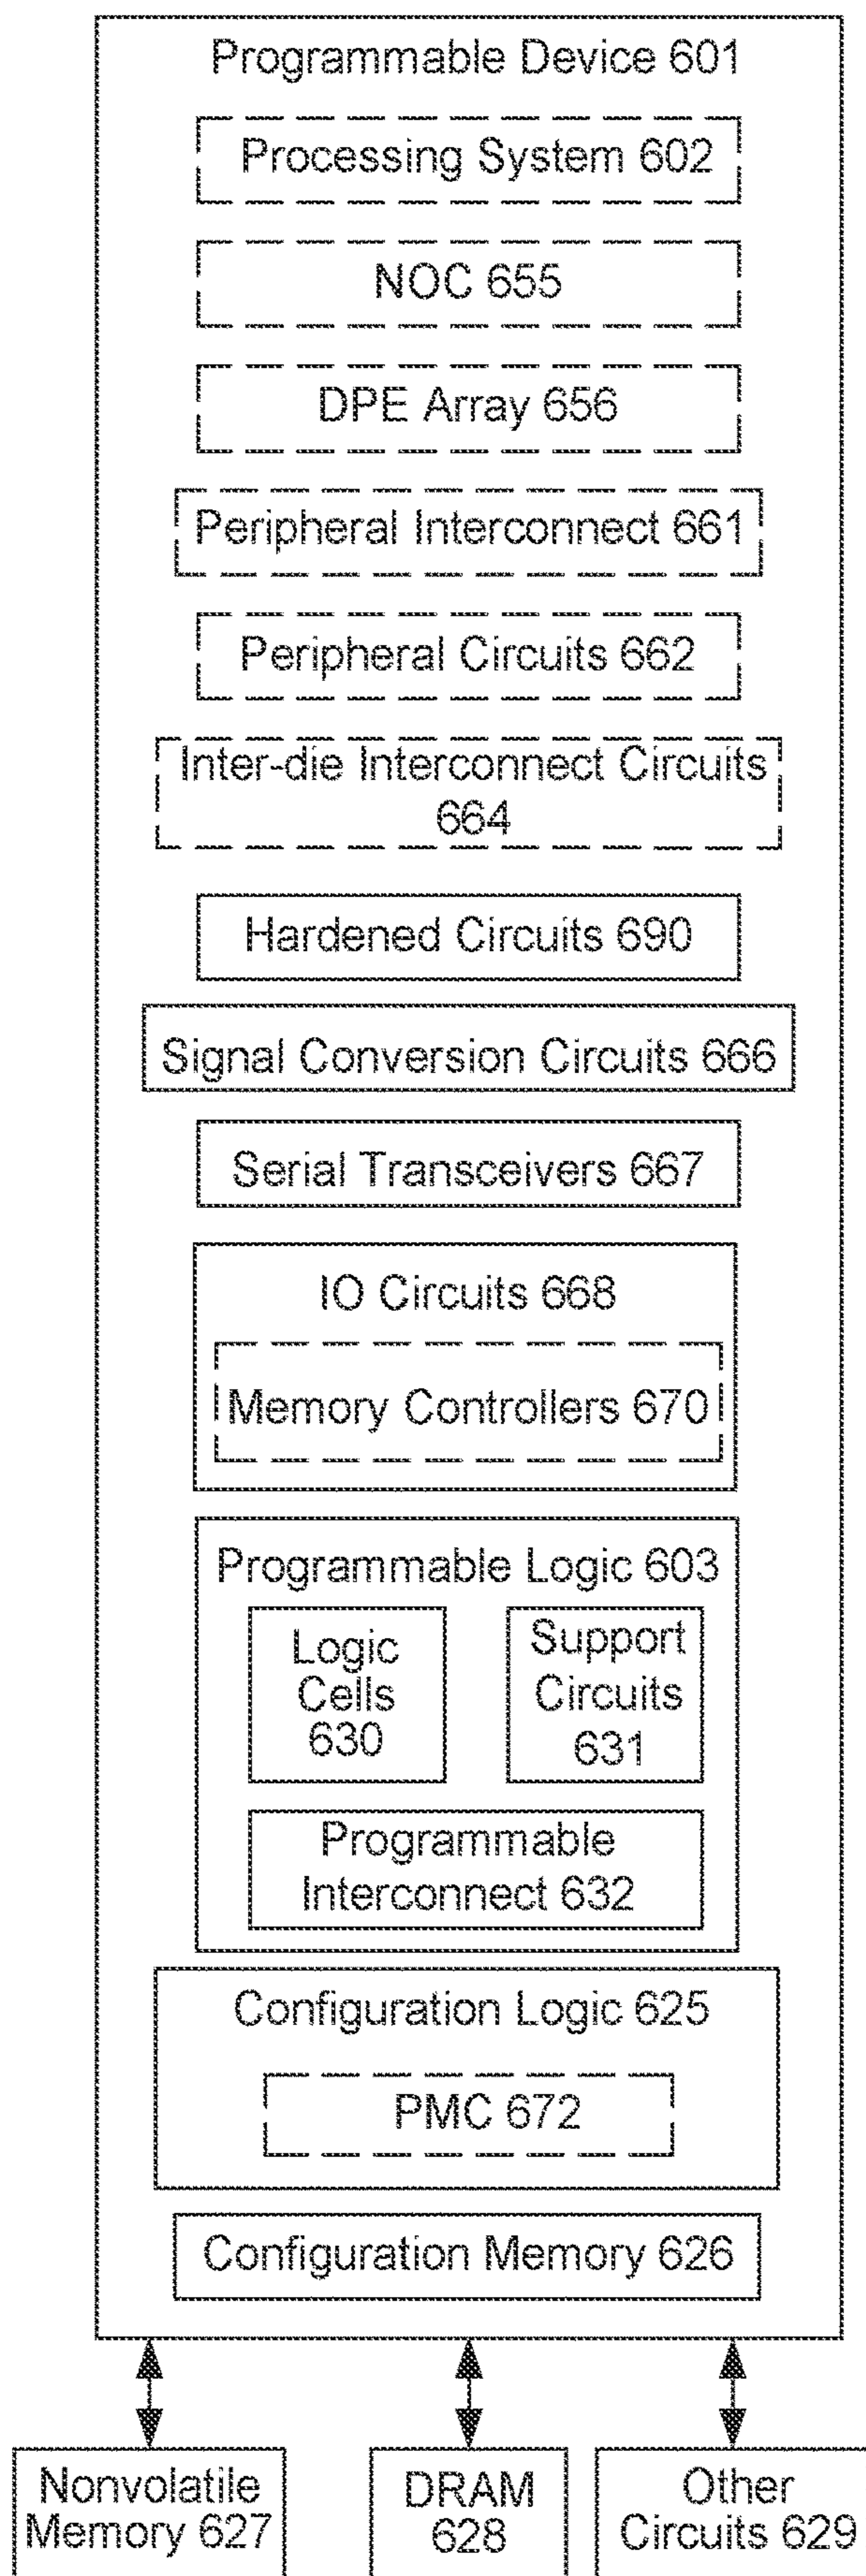 Programmable Device 601
Processing System 602
NOC 655
DPE Array 656
Peripheral Interconnect 661
Peripheral Circuits 662
Inter-die Interconnect Circuits
664
Hardened Circuits 690
Signal Conversion Circuits 666
Serial Transceivers 667
IO Circuits 668
Memory Controllers 670
Programmable Logic 603
Logic
Cells
630
Support
Circuits
631
Programmable
Interconnect 632
Configuration Logic 625
PMC 672
Configuration Memory 626
Nonvolatile
Memory 627
DRAM
628
Other
Circuits 629